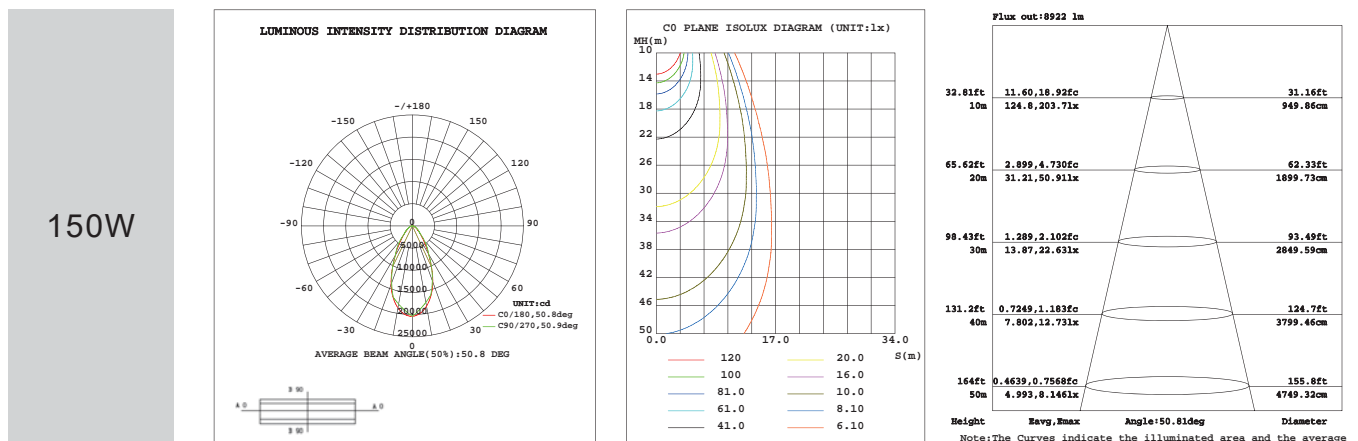 150W
LUMINOUS INTENSITY DISTRIBUTION DIAGRAM
-/+180
-150 150
-120 120
-90 0 90
5000
-60 10000 60
15000
-30 20000 30
25000
0
UNIT:cd
C0/180,50.8deg
C90/270,50.9deg
AVERAGE BEAM ANGLE(50%):50.8 DEG
B 90
A 0 A 0
B 90
C0 PLANE ISOLUX DIAGRAM (UNIT:lx)
MH(m)
10
14
18
22
26
30
34
38
42
46
50
0.0 17.0 34.0
S(m)
120 20.0
100 16.0
81.0 10.0
61.0 8.10
41.0 6.10
Flux out:8922 lm
32.81ft 11.60,18.92fc 31.16ft
10m 124.8,203.7lx 949.86cm
65.62ft 2.899,4.730fc 62.33ft
20m 31.21,50.91lx 1899.73cm
98.43ft 1.289,2.102fc 93.49ft
30m 13.87,22.63lx 2849.59cm
131.2ft 0.7249,1.183fc 124.7ft
40m 7.802,12.73lx 3799.46cm
164ft 0.4639,0.7568fc 155.8ft
50m 4.993,8.146lx 4749.32cm
Height Eavg,Emax Angle:50.81deg Diameter
Note:The Curves indicate the illuminated area and the average